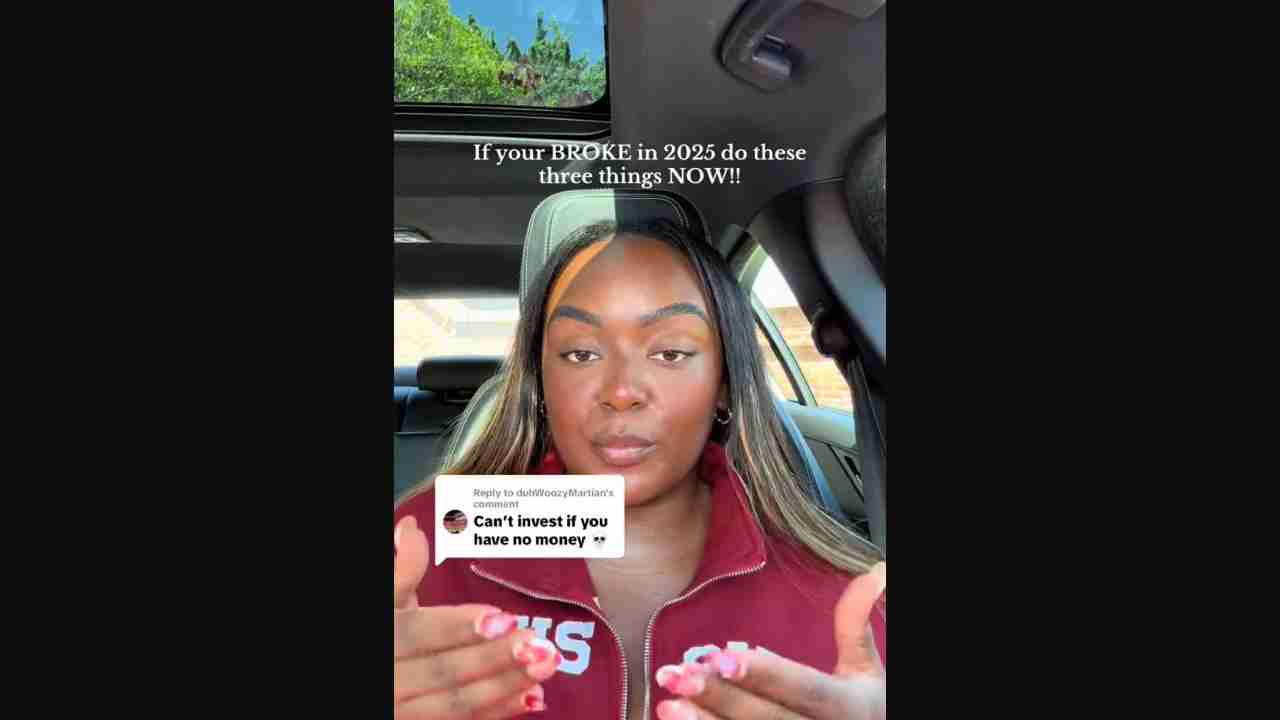 If your BROKE in 2025 do these
three things NOW!!
Reply to duhWoozyMartian's
comment
Can't invest if you
have no money 💀